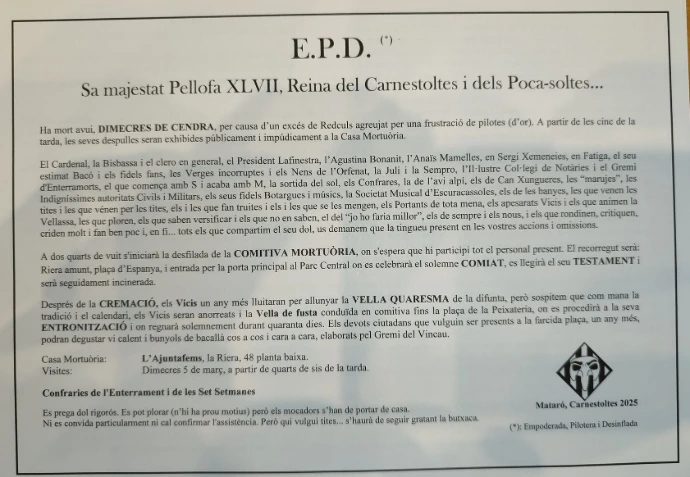 E.P.D. (*)
Sa majestat Pellofa XLVII, Reina del Carnestoltes i dels Poca-soltes...
Ha mort avui, DIMECRES DE CENDRA, per causa d'un excés de Redculs agreujat per una frustració de pilotes (d'or). A partir de les cinc de la
tarda, les seves despulles seran exhibides públicament i impúdicament a la Casa Mortuòria.
El Cardenal, la Bisbassa i el clero en general, el President Lafinestra, l'Agustina Bonanit, l'Anaïs Mamelles, en Sergi Xemeneies, en Fatiga, el seu
estimat Bacó i els fidels fans, les Verges incorruptes i els Nens de l'Orfenat, la Juli i la Sempro, l'Il·lustre Col·legi de Notàries i el Gremi
d'Enterramorts, el que comença amb S i acaba amb M, la sortida del sol, els Confrares, la de l'avi alpí, els de Can Xungueres, les "marujes", les
Indigníssimes autoritats Civils i Militars, els seus fidels Botargues i músics, la Societat Musical d'Escuracassoles, els de les banyes, les que venen les
tites i les que vénen per les tites, els i les que fan truites i els i les que se les mengen, els Portants de tota mena, els apesarats Vicis i els que animen la
Vellassa, les que ploren, els que saben versificar i els que no en saben, el del "jo ho faria millor", els de sempre i els nous, i els que rondinen, critiquen,
criden molt i fan ben poc i, en fi... tots els que compartim el seu dol, us demanem que la tingueu present en les vostres accions i omissions.
A dos quarts de vuit s'iniciarà la desfilada de la COMITIVA MORTUÒRIA, on s'espera que hi participi tot el personal present. El recorregut serà:
Riera amunt, plaça d'Espanya, i entrada per la porta principal al Parc Central on es celebrarà el solemne COMIAT, es llegirà el seu TESTAMENT i
serà seguidament incinerada.
Després de la CREMACIÓ, els Vicis un any més lluitaran per allunyar la VELLA QUARESMA de la difunta, però sospitem que com mana la
tradició i el calendari, els Vicis seran anorreats i la Vella de fusta conduïda en comitiva fins la plaça de la Peixateria, on es procedirà a la seva
ENTRONITZACIÓ i on regnarà solemnement durant quaranta dies. Els devots ciutadans que vulguin ser presents a la farcida plaça, un any més,
podran degustar vi calent i bunyols de bacallà cos a cos i cara a cara, elaborats pel Gremi del Vincau.
Casa Mortuòria: L'Ajuntafems, la Riera, 48 planta baixa.
Visites: Dimecres 5 de març, a partir de quarts de sis de la tarda.
Confraries de l'Enterrament i de les Set Setmanes
Es prega dol rigorós. Es pot plorar (n'hi ha prou motius) però els mocadors s'han de portar de casa.
Ni es convida particularment ni cal confirmar l'assistència. Però qui vulgui tites... s'haurà de seguir gratant la butxaca.
Mataró, Carnestoltes 2025
(*): Empoderada, Pilotera i Desinflada